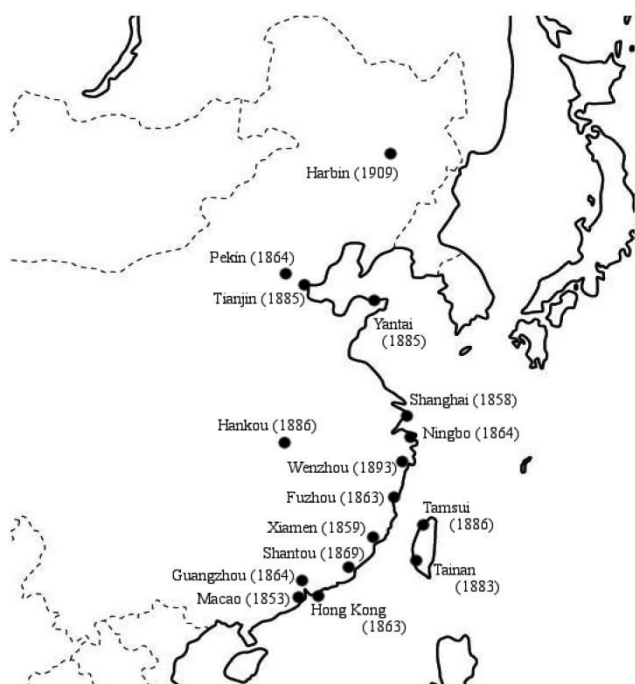 Harbin (1909)
Pekín (1864)
Tianjin (1885)
Yantai
(1885)
Shanghai (1858)
Hankou (1886)
Ningbo (1864)
Wenzhou (1893)
Fuzhou (1863)
Tamsui
(1886)
Xiamen (1859)
Shantou (1869)
Tainan
(1883)
Guangzhou (1864)
Macao (1853)
Hong Kong
(1863)